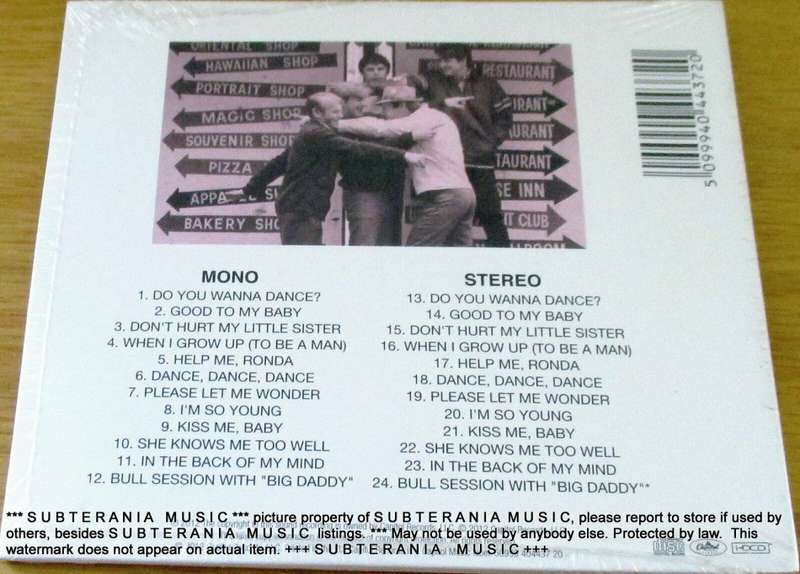 ORIENTAL SHOP
HAWAIIAN SHOP
PORTRAIT SHOP
MAGIC SHOP
SOUVENIR SHOP
PIZZA
BAKERY SHO
RESTAURANT
IRANT
URANT
TAURANT
SE INN
T CLUB
5 099940 443720
MONO
1. DO YOU WANNA DANCE?
2. GOOD TO MY BABY
3. DON'T HURT MY LITTLE SISTER
4. WHEN I GROW UP (TO BE A MAN)
5. HELP ME, RONDA
6. DANCE, DANCE, DANCE
7. PLEASE LET ME WONDER
8. I'M SO YOUNG
9. KISS ME, BABY
10. SHE KNOWS ME TOO WELL
11. IN THE BACK OF MY MIND
12. BULL SESSION WITH "BIG DADDY"
STEREO
13. DO YOU WANNA DANCE?
14. GOOD TO MY BABY
15. DON'T HURT MY LITTLE SISTER
16. WHEN I GROW UP (TO BE A MAN)
17. HELP ME, RONDA
18. DANCE, DANCE, DANCE
19. PLEASE LET ME WONDER
20. I'M SO YOUNG
21. KISS ME, BABY
22. SHE KNOWS ME TOO WELL
23. IN THE BACK OF MY MIND
24. BULL SESSION WITH "BIG DADDY"*
*** S U B T E R A N I A M U S I C *** picture property of S U B T E R A N I A M U S I C, please report to store if used by
others, besides S U B T E R A N I A M U S I C listings. *** May not be used by anybody else. Protected by law. This
watermark does not appear on actual item. +++ S U B T E R A N I A M U S I C +++
HDCD